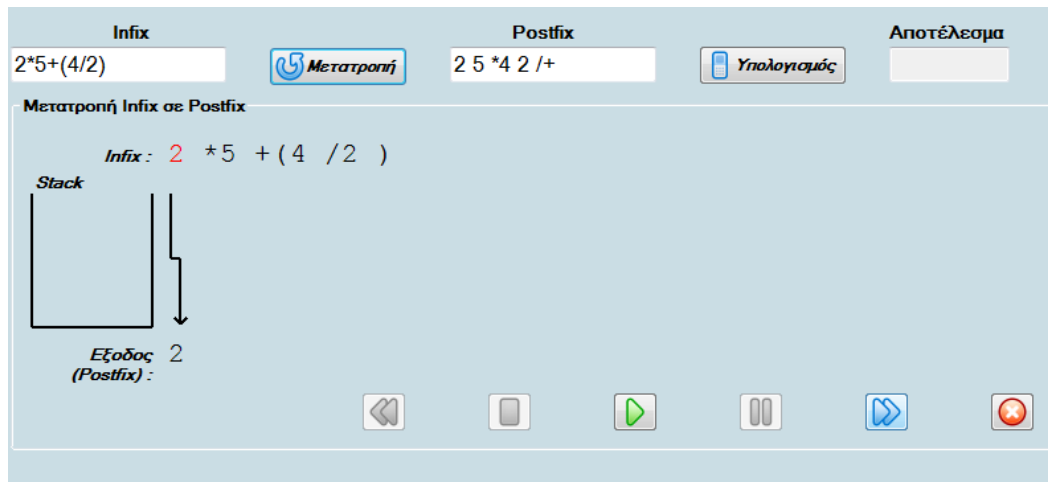 Infix Postfix Αποτέλεσμα
2*5+(4/2) Μετατροπή 2 5 *4 2 /+ Υπολογισμός
Μετατροπή Infix σε Postfix
Infix : 2 *5 +(4 /2 )
Stack
Εξοδος 2
(Postfix) :